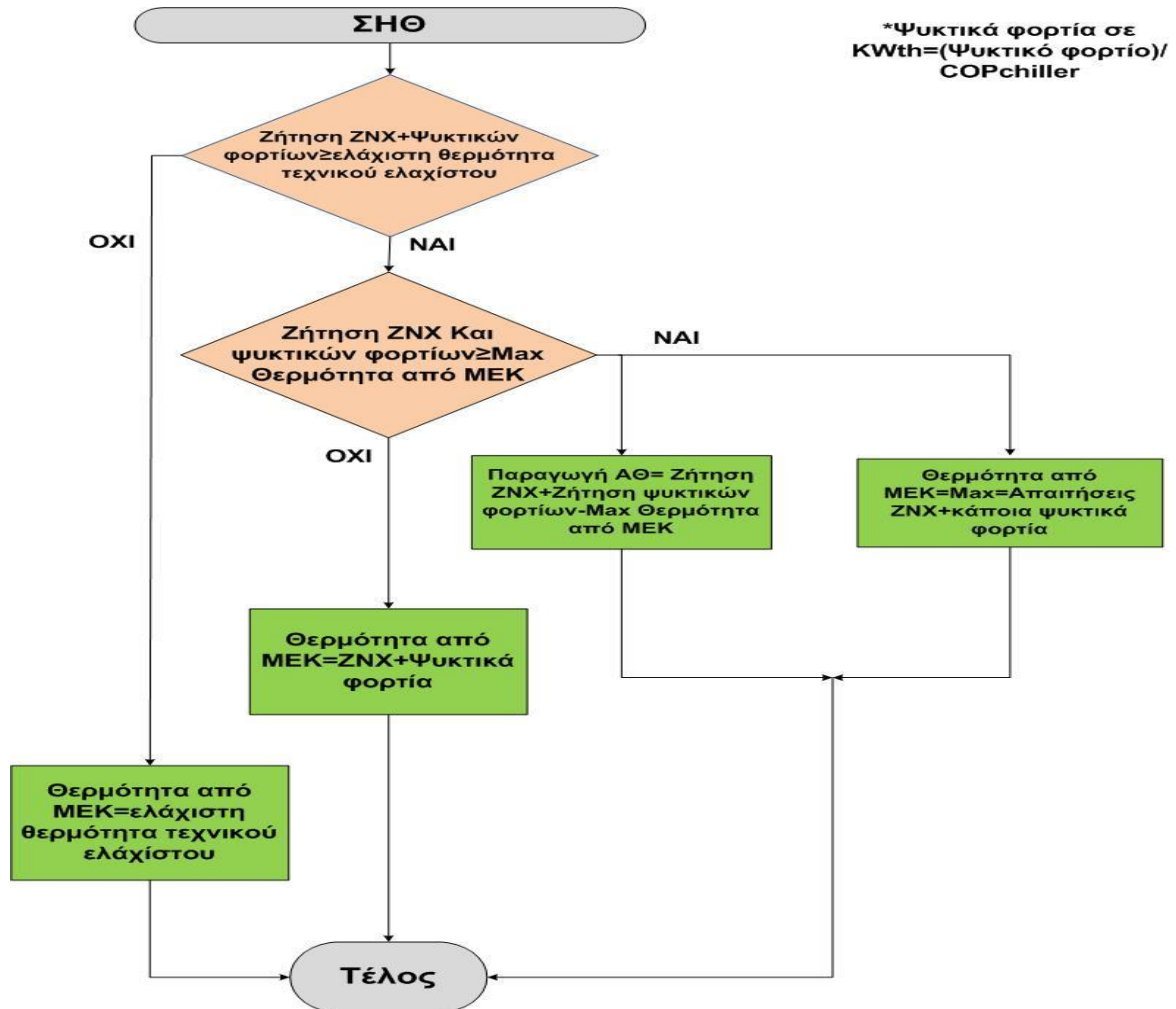 ΣΗΘ
*Ψυκτικά φορτία σε
KWth=(Ψυκτικό φορτίο)/
COPchiller
Ζήτηση ΖΝΧ+Ψυκτικών
φορτίων≥ελάχιστη θερμότητα
τεχνικού ελαχίστου
ΟΧΙ
ΝΑΙ
Ζήτηση ΖΝΧ Και
ψυκτικών φορτίων≥Max
Θερμότητα από ΜΕΚ
ΝΑΙ
ΟΧΙ
Παραγωγή ΑΘ= Ζήτηση
ΖΝΧ+Ζήτηση ψυκτικών
φορτίων-Max Θερμότητα
από ΜΕΚ
Θερμότητα από
ΜΕΚ=Max=Απαιτήσεις
ΖΝΧ+κάποια ψυκτικά
φορτία
Θερμότητα από
ΜΕΚ=ΖΝΧ+Ψυκτικά
φορτία
Θερμότητα από
ΜΕΚ=ελάχιστη
θερμότητα τεχνικού
ελάχίστου
Τέλος